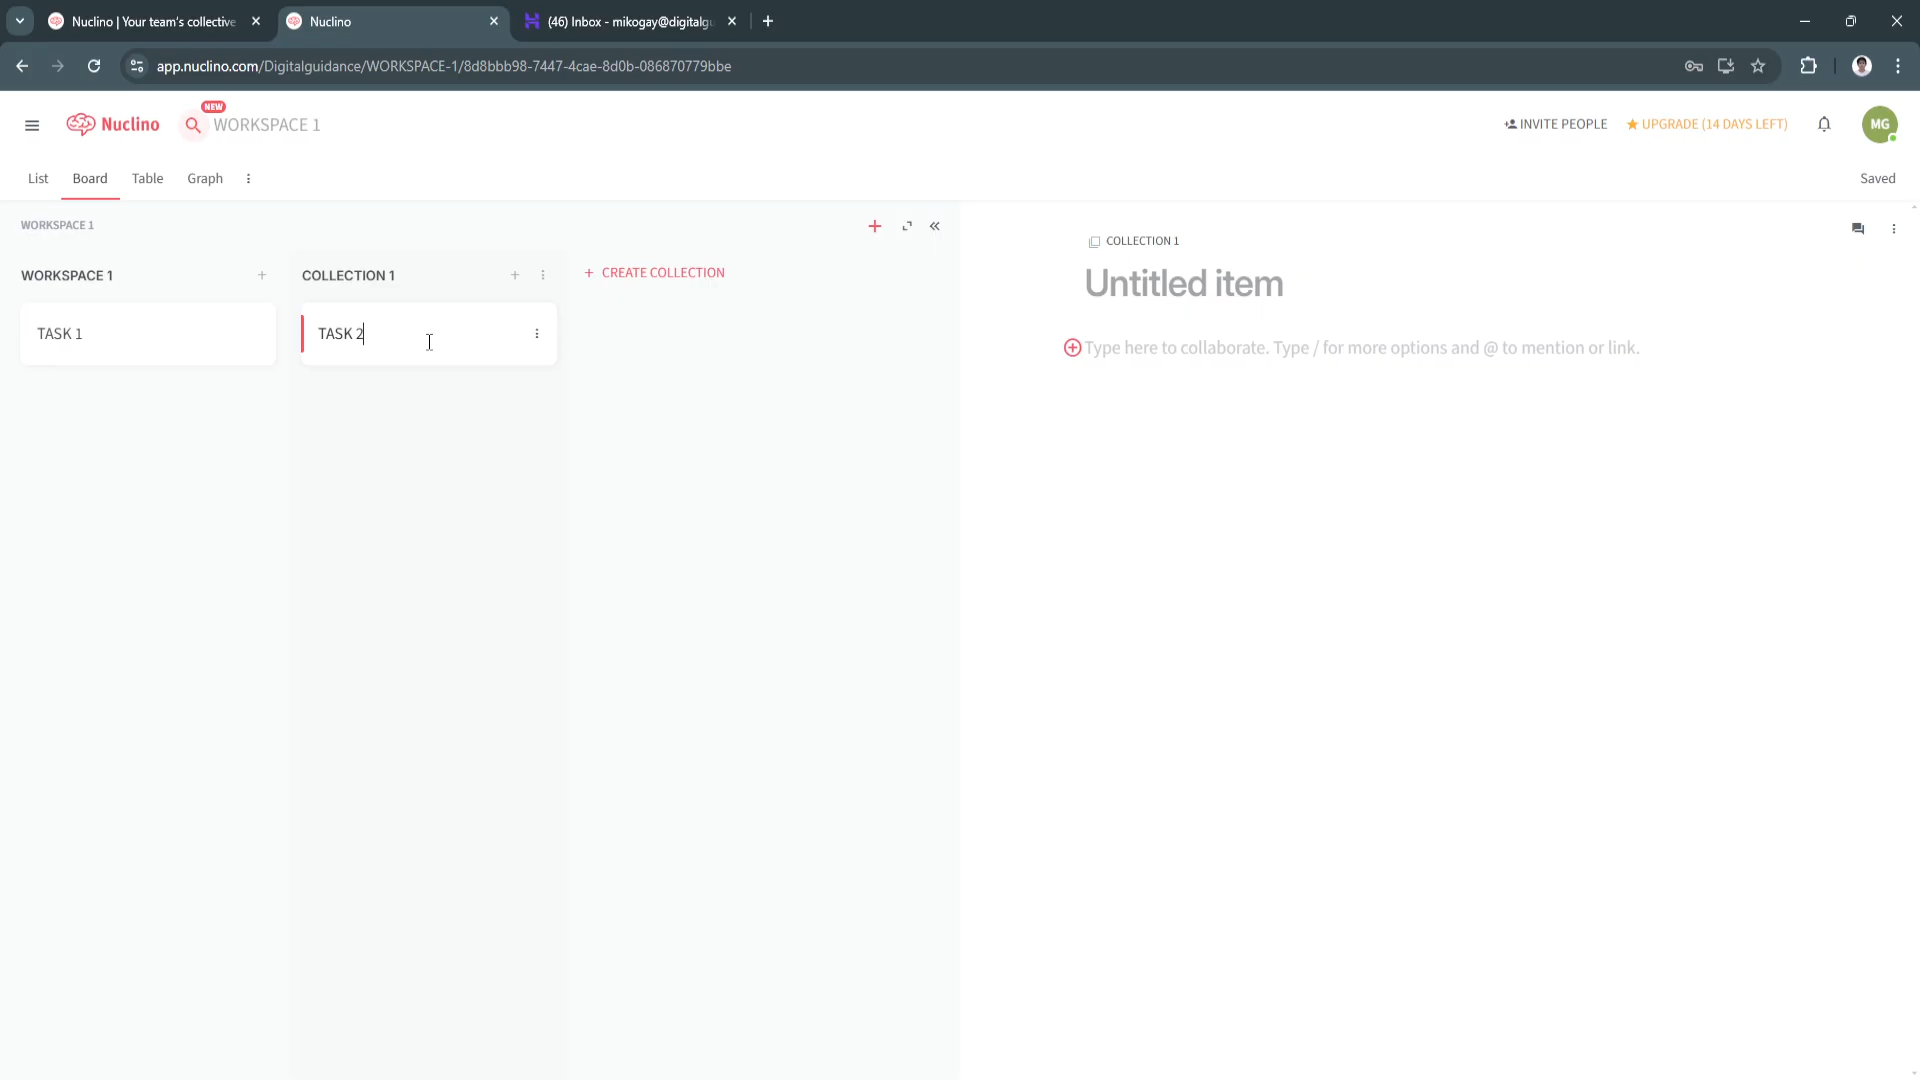 Nuclino | Your team's collective
Nuclino
(46) Inbox - mikogay@digitalgu
app.nuclino.com/Digitalguidance/WORKSPACE-1/8d8bbb98-7447-4cae-8d0b-086870779bbe
Nuclino
NEW
WORKSPACE 1
INVITE PEOPLE
UPGRADE (14 DAYS LEFT)
MG
List
Board
Table
Graph
Saved
WORKSPACE 1
WORKSPACE 1
COLLECTION 1
+ CREATE COLLECTION
TASK 1
TASK 2
COLLECTION 1
Untitled item
Type here to collaborate. Type / for more options and @ to mention or link.